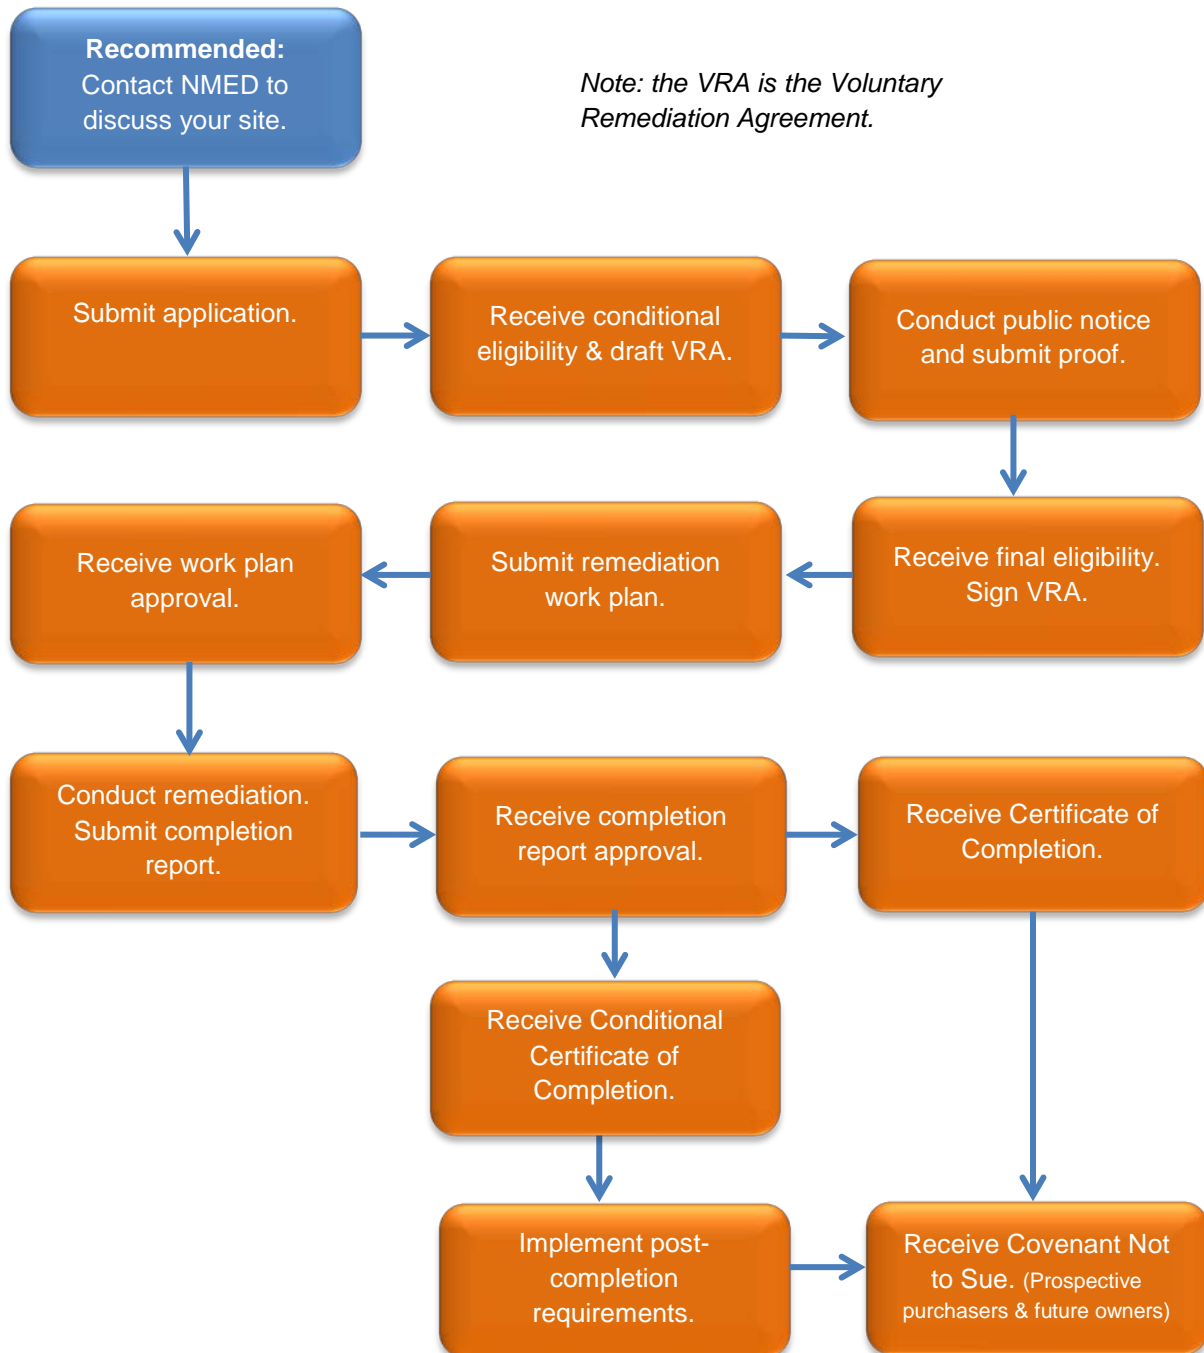 Recommended:
Contact NMED to
discuss your site.
Note: the VRA is the Voluntary
Remediation Agreement.
Submit application.
Receive conditional
eligibility & draft VRA.
Conduct public notice
and submit proof.
Receive final eligibility.
Sign VRA.
Submit remediation
work plan.
Receive work plan
approval.
Conduct remediation.
Submit completion
report.
Receive completion
report approval.
Receive Certificate of
Completion.
Receive Conditional
Certificate of
Completion.
Implement post-
completion
requirements.
Receive Covenant Not
to Sue. (Prospective
purchasers & future owners)